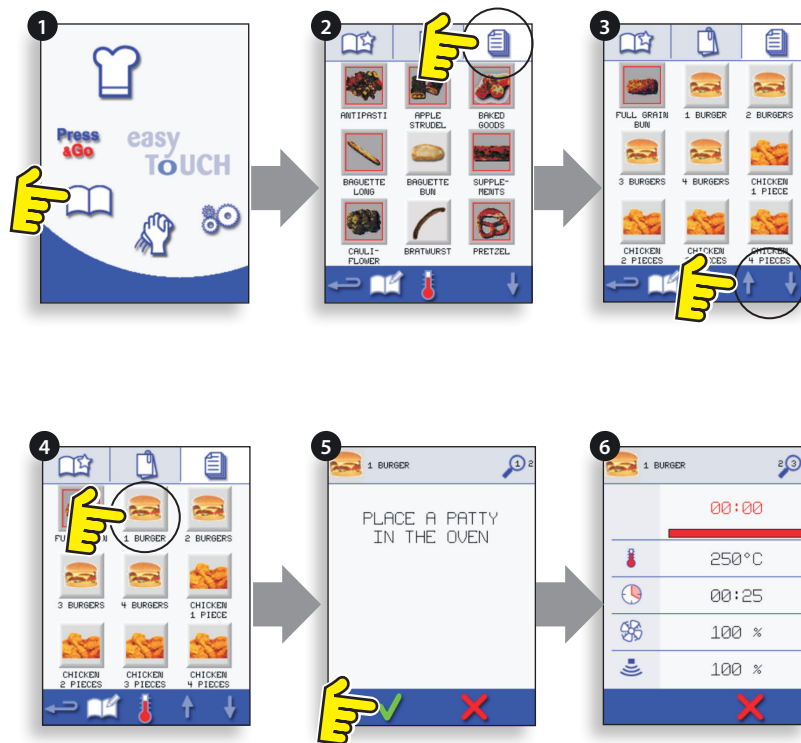 1
Press
&Go
easy
TOUCH
2
ANTIPASTI
APPLE
STRUDEL
BAKED
GOODS
BAGUETTE
LONG
BAGUETTE
BUN
SUPPLE-
MENTS
CAULI-
FLOWER
BRATWURST
PRETZEL
3
FULL GRAIN
BUN
1 BURGER
2 BURGERS
3 BURGERS
4 BURGERS
CHICKEN
1 PIECE
CHICKEN
2 PIECES
CHICKEN
CHICKEN
4 PIECES
4
1 BURGER
2 BURGERS
3 BURGERS
4 BURGERS
CHICKEN
1 PIECE
CHICKEN
2 PIECES
CHICKEN
3 PIECES
CHICKEN
4 PIECES
5
1 BURGER
1 2
PLACE A PATTY
IN THE OVEN
6
1 BURGER
2 3
00:00
250°C
00:25
100 %
100 %